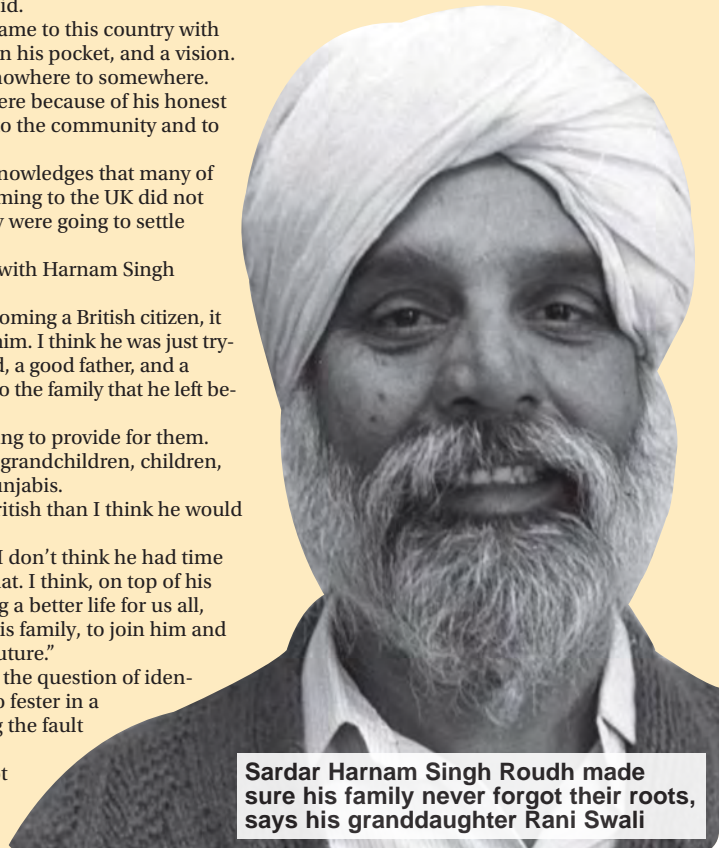 id.
ame to this country with
n his pocket, and a vision.
nowhere to somewhere.
ere because of his honest
o the community and to
nowledges that many of
ming to the UK did not
y were going to settle
with Harnam Singh
oming a British citizen, it
him. I think he was just try-
d, a good father, and a
o the family that he left be-
ing to provide for them.
grandchildren, children,
unjabis.
ritish than I think he would
I don’t think he had time
at. I think, on top of his
g a better life for us all,
is family, to join him and
uture.”
the question of iden-
o fester in a
g the fault
t
Sardar Harnam Singh Roudh made
sure his family never forgot their roots,
says his granddaughter Rani Swali